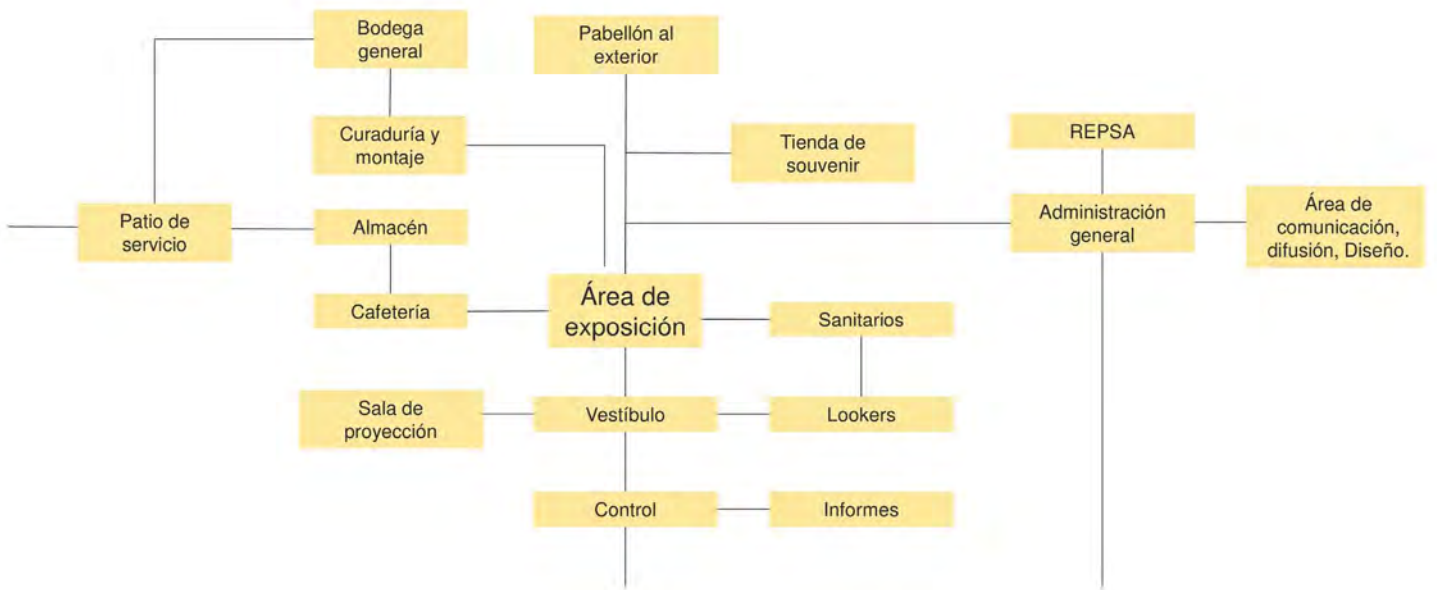 Bodega
general
Pabellón al
exterior
Curaduría y
montaje
Tienda de
souvenir
REPSA
Patio de
servicio
Almacén
Administración
general
Área de
comunicación,
difusión, Diseño.
Cafetería
Área de
exposición
Sanitarios
Sala de
proyección
Vestíbulo
Lookers
Control
Informes